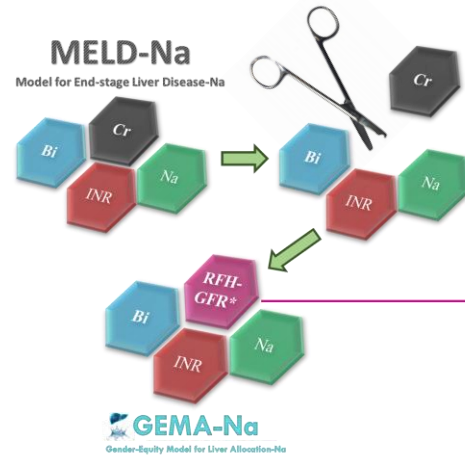 MELD-Na
Model for End-stage Liver Disease-Na
Cr
Cr
Bi
INR
Na
Bi
INR
Na
RFH-
GFR*
Bi
INR
Na
GEMA-Na
Gender-Equity Model for Liver Allocation-Na